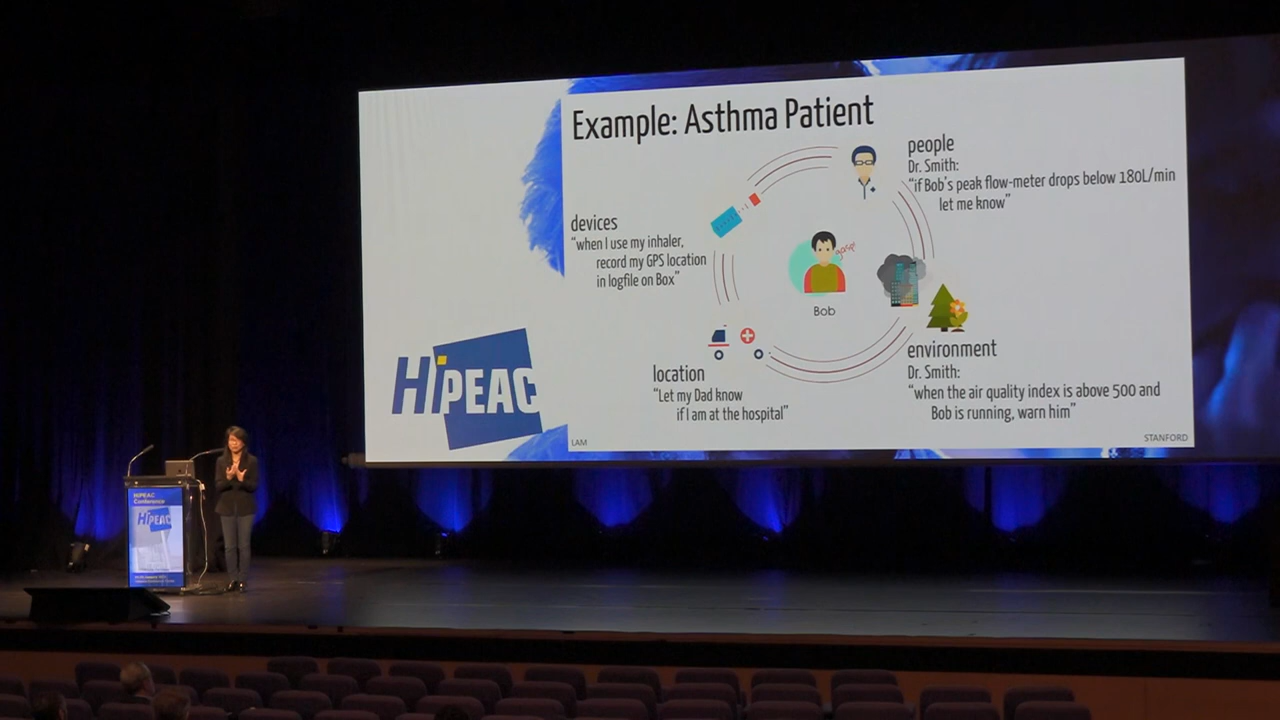 Example: Asthma Patient
people
Dr. Smith:
“if Bob's peak flow-meter drops below 180L/min
let me know”
devices
“when I use my inhaler,
record my GPS location
in logfile on Box”
gasp!
Bob
environment
Dr. Smith:
“when the air quality index is above 500 and
Bob is running, warn him”
location
“Let my Dad know
if I am at the hospital”
LAM
STANFORD
HiPEAC
HiPEAC
Conference
HiPEAC